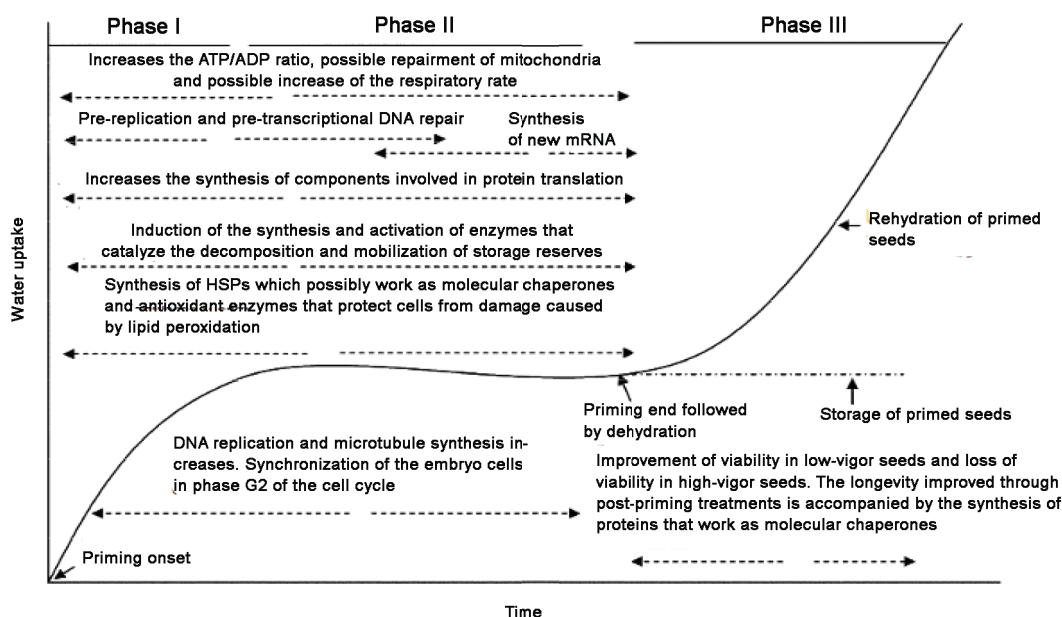 Phase I
Phase II
Phase III
Increases the ATP/ADP ratio, possible repairment of mitochondria
and possible increase of the respiratory rate
Pre-replication and pre-transcriptional DNA repair
Synthesis
of new mRNA
Increases the synthesis of components involved in protein translation
Induction of the synthesis and activation of enzymes that
catalyze the decomposition and mobilization of storage reserves
Synthesis of HSPs which possibly work as molecular chaperones
and antioxidant enzymes that protect cells from damage caused
by lipid peroxidation
Rehydration of primed
seeds
Water uptake
Priming end followed
by dehydration
Storage of primed seeds
DNA replication and microtubule synthesis in-
creases. Synchronization of the embryo cells
in phase G2 of the cell cycle
Improvement of viability in low-vigor seeds and loss of
viability in high-vigor seeds. The longevity improved through
post-priming treatments is accompanied by the synthesis of
proteins that work as molecular chaperones
Priming onset
Time